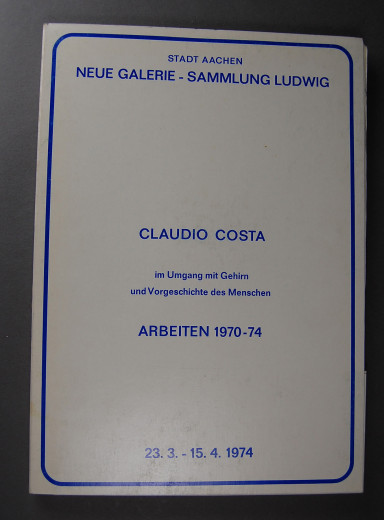 STADT AACHEN
NEUE GALERIE - SAMMLUNG LUDWIG
CLAUDIO COSTA
im Umgang mit Gehirn
und Vorgeschichte des Menschen
ARBEITEN 1970-74
23. 3. - 15. 4. 1974